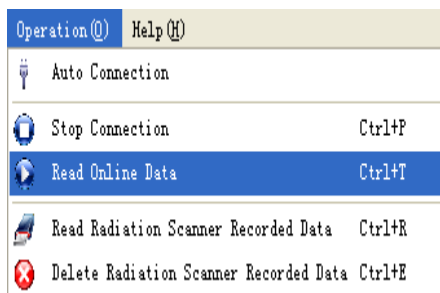 Operation(O) Help(H)
Auto Connection
Stop Connection Ctrl+P
Read Online Data Ctrl+T
Read Radiation Scanner Recorded Data Ctrl+R
Delete Radiation Scanner Recorded Data Ctrl+E